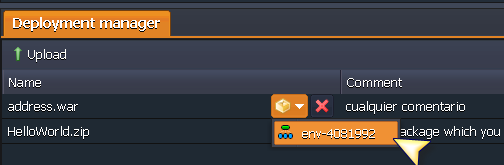 Deployment manager
Upload
Name Comment
address.war cualquier comentario
HelloWorld.zip env-4081992 ackage which you